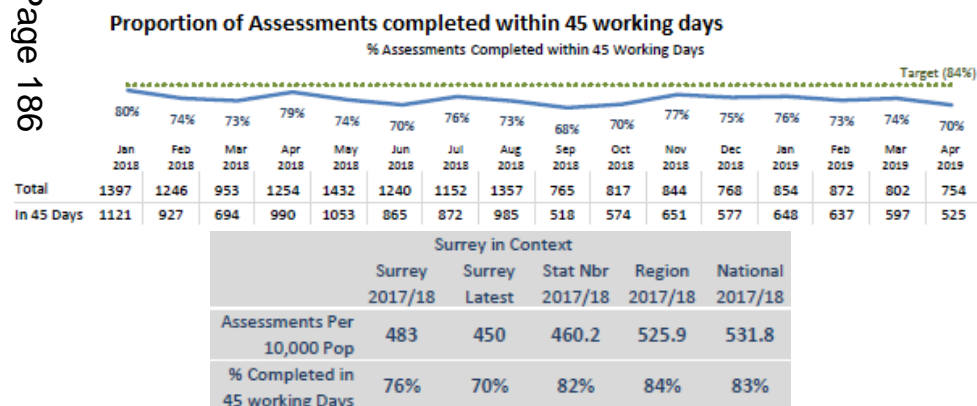 Page 186
Proportion of Assessments completed within 45 working days
% Assessments Completed within 45 Working Days
Target (84%)
80% 74% 73% 79% 74% 70% 76% 73% 68% 70% 77% 75% 76% 73% 74% 70%
Jan Feb Mar Apr May Jun Jul Aug Sep Oct Nov Dec Jan Feb Mar Apr
2018 2018 2018 2018 2018 2018 2018 2018 2018 2018 2018 2018 2019 2019 2019 2019
Total 1397 1246 953 1254 1432 1240 1152 1357 765 817 844 768 854 872 802 754
In 45 Days 1121 927 694 990 1053 865 872 985 518 574 651 577 648 637 597 525
Surrey in Context
Surrey Surrey Stat Nbr Region National
2017/18 Latest 2017/18 2017/18 2017/18
Assessments Per
10,000 Pop 483 450 460.2 525.9 531.8
% Completed in
45 working Days 76% 70% 82% 84% 83%